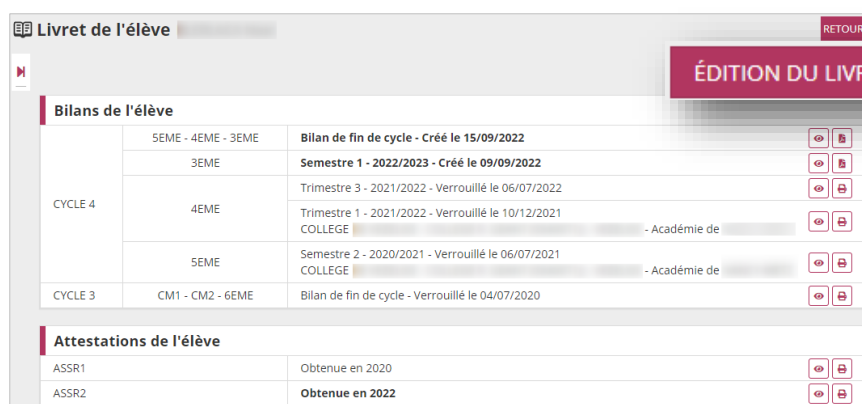 Livret de l'élève
RETOUR
ÉDITION DU LIVR
Bilans de l'élève
CYCLE 4
5EME - 4EME - 3EME
Bilan de fin de cycle - Créé le 15/09/2022
3EME
Semestre 1 - 2022/2023 - Créé le 09/09/2022
4EME
Trimestre 3 - 2021/2022 - Verrouillé le 06/07/2022
Trimestre 1 - 2021/2022 - Verrouillé le 10/12/2021
COLLEGE - Académie de
5EME
Semestre 2 - 2020/2021 - Verrouillé le 06/07/2021
COLLEGE - Académie de
CYCLE 3
CM1 - CM2 - 6EME
Bilan de fin de cycle - Verrouillé le 04/07/2020
Attestations de l'élève
ASSR1
Obtenue en 2020
ASSR2
Obtenue en 2022